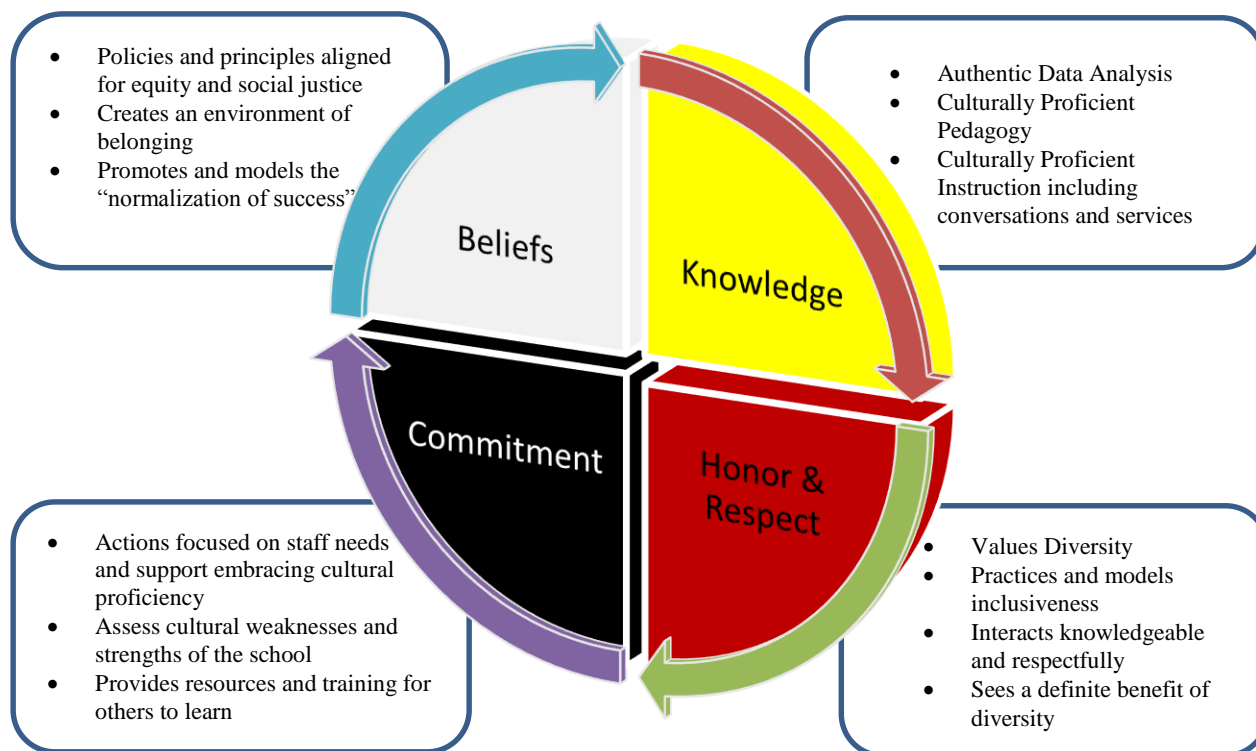 • Policies and principles aligned
for equity and social justice
• Creates an environment of
belonging
• Promotes and models the
“normalization of success”
• Authentic Data Analysis
• Culturally Proficient
Pedagogy
• Culturally Proficient
Instruction including
conversations and services
Beliefs
Knowledge
Commitment
Honor &
Respect
• Actions focused on staff needs
and support embracing cultural
proficiency
• Assess cultural weaknesses and
strengths of the school
• Provides resources and training for
others to learn
• Values Diversity
• Practices and models
inclusiveness
• Interacts knowledgeable
and respectfully
• Sees a definite benefit of
diversity